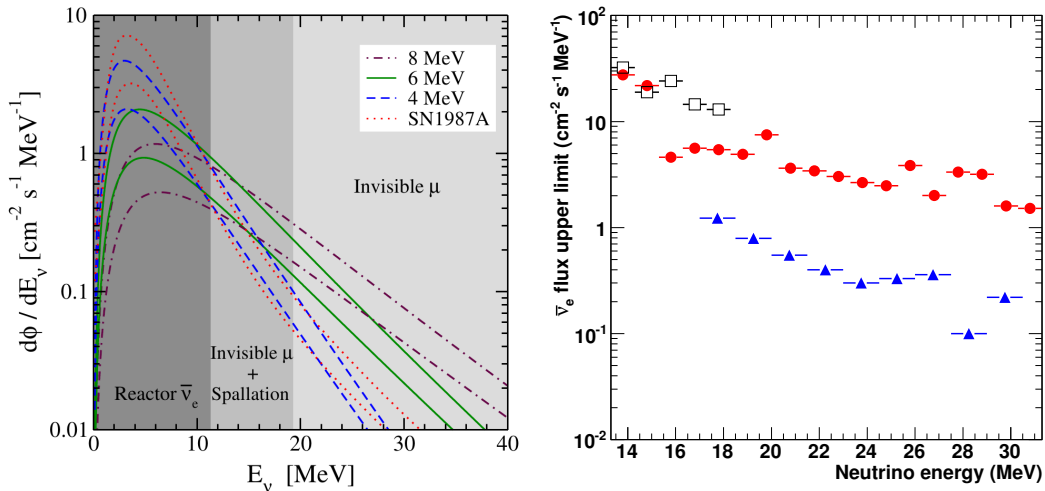 10
1
0.1
0.01
dϕ / dE_ν [cm⁻² s⁻¹ MeV⁻¹]
8 MeV
6 MeV
4 MeV
SN1987A
Invisible μ
Invisible μ
+
Spallation
Reactor ν̅_e
0 10 20 30 40
E_ν [MeV]
ν̅_e flux upper limit (cm⁻² s⁻¹ MeV⁻¹)
10²
10
1
10⁻¹
10⁻²
14 16 18 20 22 24 26 28 30
Neutrino energy (MeV)